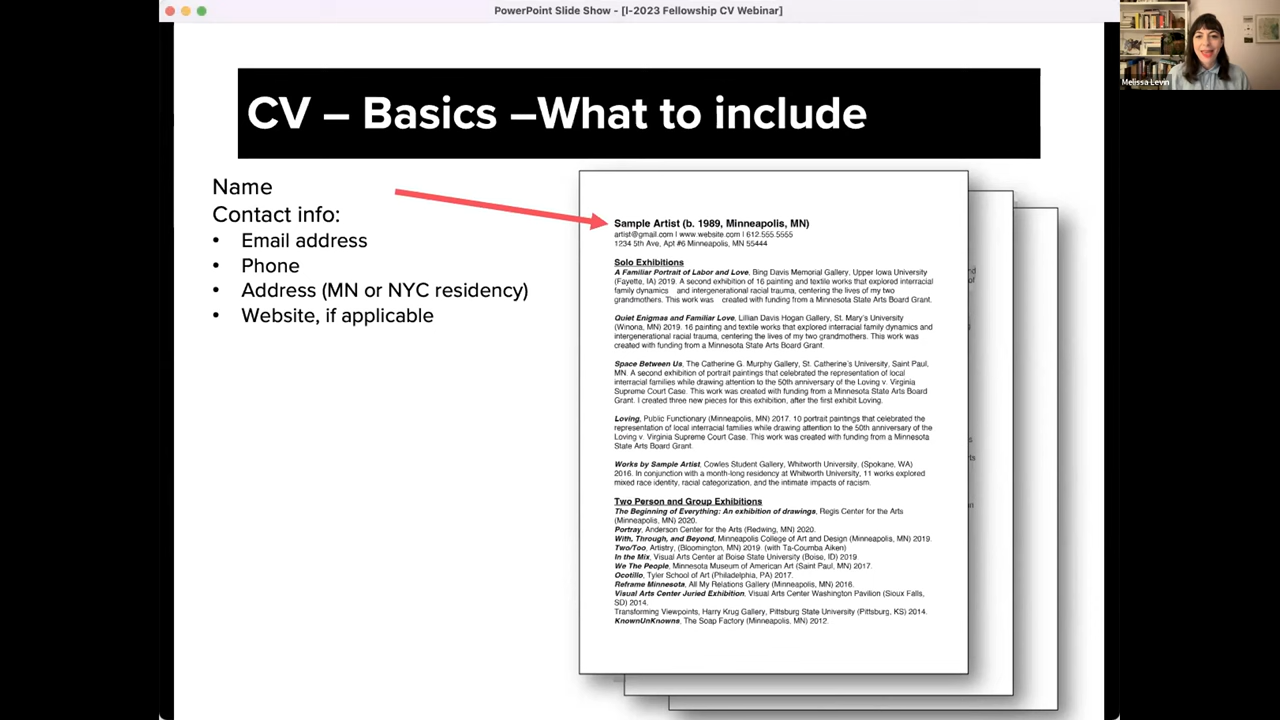 PowerPoint Slide Show - [I-2023 Fellowship CV Webinar]
Melissa Levin
CV – Basics –What to include
Name
Contact info:
• Email address
• Phone
• Address (MN or NYC residency)
• Website, if applicable
Sample Artist (b. 1989, Minneapolis, MN)
artist@gmail.com | www.website.com | 612.555.5555
1234 5th Ave, Apt #6 Minneapolis, MN 55444
Solo Exhibitions
A Familiar Portrait of Labor and Love, Bing Davis Memorial Gallery, Upper Iowa University
(Fayette, IA) 2019. A second exhibition of 16 painting and textile works that explored interracial
family dynamics and intergenerational racial trauma, centering the lives of my two
grandmothers. This work was created with funding from a Minnesota State Arts Board Grant.
Quiet Enigmas and Familiar Love, Lillian Davis Hogan Gallery, St. Mary's University
(Winona, MN) 2019. 16 painting and textile works that explored interracial family dynamics and
intergenerational racial trauma, centering the lives of my two grandmothers. This work was
created with funding from a Minnesota State Arts Board Grant.
Space Between Us, The Catherine G. Murphy Gallery, St. Catherine's University, Saint Paul,
MN. A second exhibition of portrait paintings that celebrated the representation of local
interracial families while drawing attention to the 50th anniversary of the Loving v. Virginia
Supreme Court Case. This work was created with funding from a Minnesota State Arts Board
Grant. I created three new pieces for this exhibition, after the first exhibit Loving.
Loving, Public Functionary (Minneapolis, MN) 2017. 10 portrait paintings that celebrated the
representation of local interracial families while drawing attention to the 50th anniversary of the
Loving v. Virginia Supreme Court Case. This work was created with funding from a Minnesota
State Arts Board Grant.
Works by Sample Artist, Cowles Student Gallery, Whitworth University, (Spokane, WA)
2016. In conjunction with a month-long residency at Whitworth University, 11 works explored
mixed race identity, racial categorization, and the intimate impacts of racism.
Two Person and Group Exhibitions
The Beginning of Everything: An exhibition of drawings, Regis Center for the Arts
(Minneapolis, MN) 2020.
Portray, Anderson Center for the Arts (Redwing, MN) 2020.
With, Through, and Beyond, Minneapolis College of Art and Design (Minneapolis, MN) 2019.
Two/Too, Artistry, (Bloomington, MN) 2019 (with Ta-Coumba Aiken)
In the Mix, Visual Arts Center at Boise State University (Boise, ID) 2019.
We The People, Minnesota Museum of American Art (Saint Paul, MN) 2017.
Ocotillo, Tyler School of Art (Philadelphia, PA) 2017.
Reframe Minnesota, All My Relations Gallery (Minneapolis, MN) 2016.
Visual Arts Center Juried Exhibition, Visual Arts Center Washington Pavilion (Sioux Falls,
SD) 2014.
Transforming Viewpoints, Harry Krug Gallery, Pittsburg State University (Pittsburg, KS) 2014.
KnownUnKnowns, The Soap Factory (Minneapolis, MN) 2012.